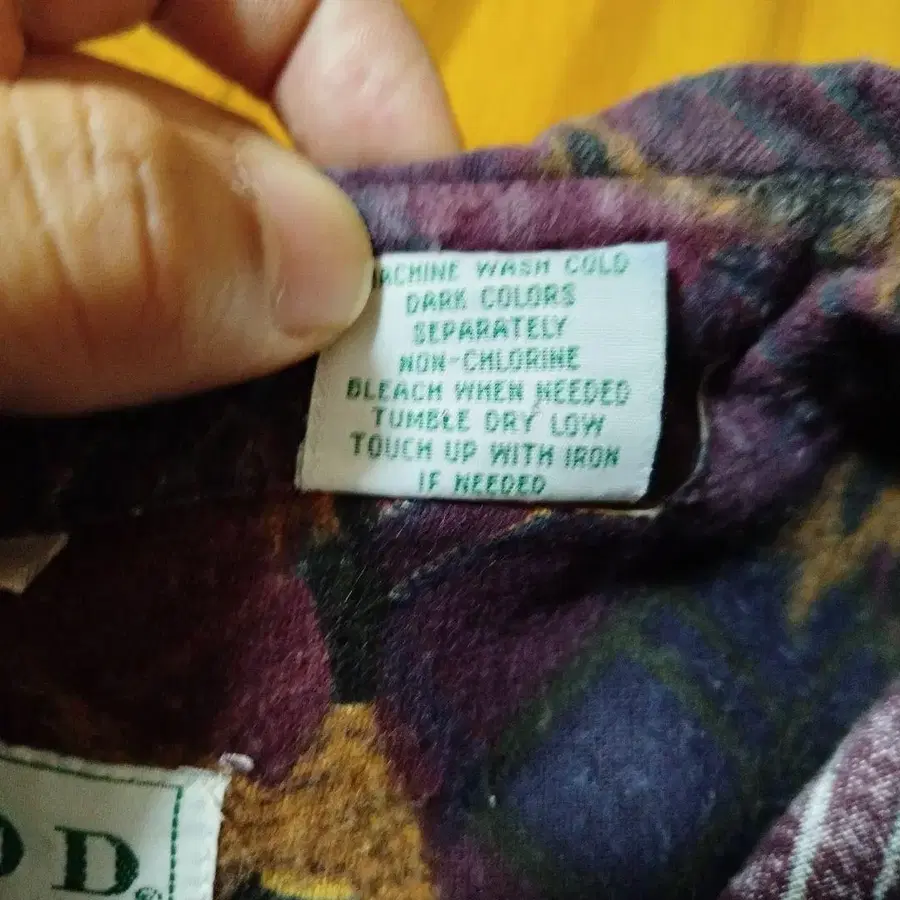 MACHINE WASH COLD
DARK COLORS
SEPARATELY
NON-CHLORINE
BLEACH WHEN NEEDED
TUMBLE DRY LOW
TOUCH UP WITH IRON
IF NEEDED
OD®